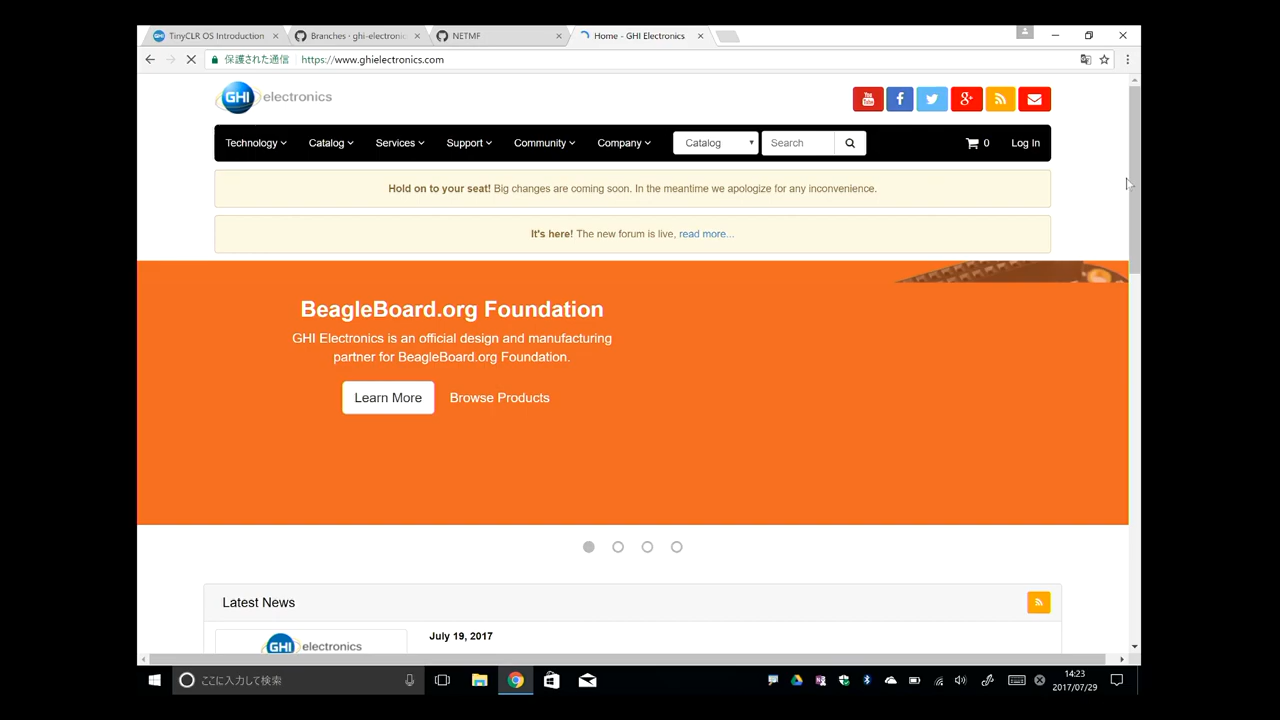 TinyCLR OS Introduction
Branches · ghi-electronic
NETMF
Home - GHI Electronics
保護された通信
https://www.ghielectronics.com
GHI electronics
You Tube
Technology
Catalog
Services
Support
Community
Company
Catalog
Search
0
Log In
Hold on to your seat! Big changes are coming soon. In the meantime we apologize for any inconvenience.
It's here! The new forum is live, read more...
BeagleBoard.org Foundation
GHI Electronics is an official design and manufacturing
partner for BeagleBoard.org Foundation.
Learn More
Browse Products
Latest News
July 19, 2017
GHI electronics
ここに入力して検索
14:23
2017/07/29